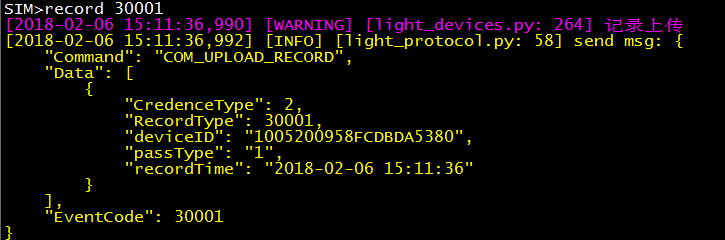 SIM>record 30001
[2018-02-06 15:11:36,990] [WARNING] [light_devices.py: 264] 记录上传
[2018-02-06 15:11:36,992] [INFO] [light_protocol.py: 58] send msg: {
    "Command": "COM_UPLOAD_RECORD",
    "Data": [
        {
            "CredenceType": 2,
            "RecordType": 30001,
            "deviceID": "1005200958FCDBDA5380",
            "passType": "1",
            "recordTime": "2018-02-06 15:11:36"
        }
    ],
    "EventCode": 30001
}